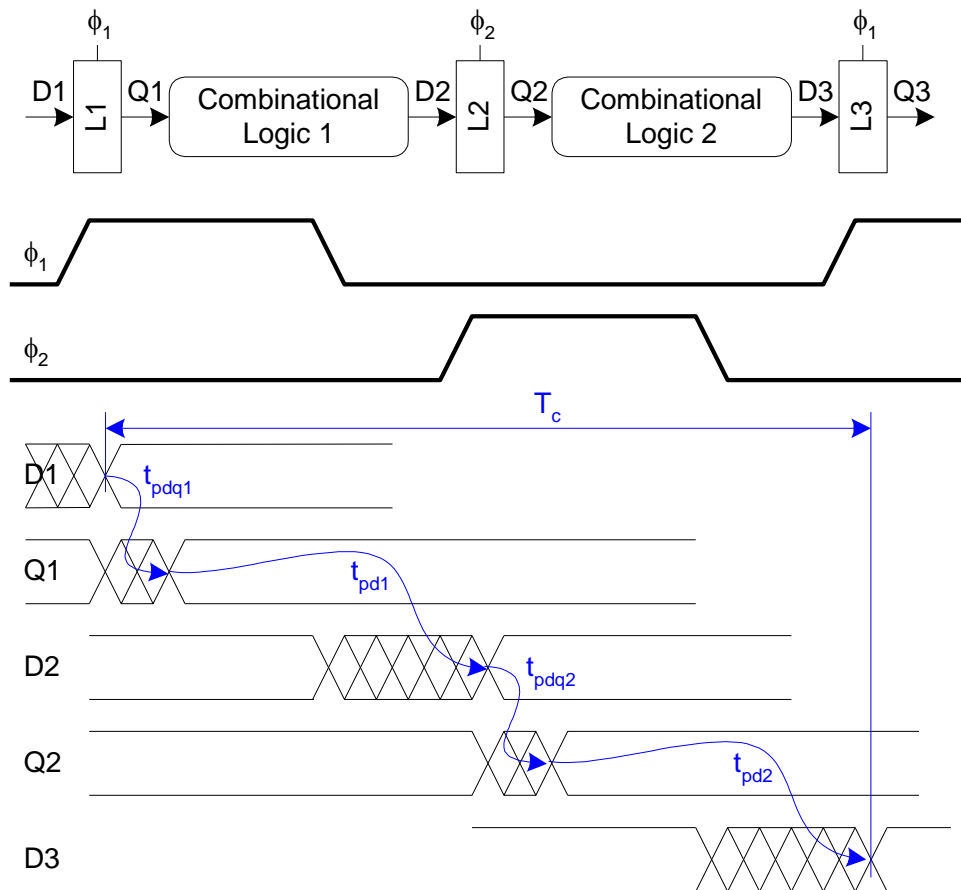 ϕ1 ϕ2 ϕ1
D1 L1 Q1 Combinational Logic 1 D2 L2 Q2 Combinational Logic 2 D3 L3 Q3
ϕ1
ϕ2
Tc
D1
tpdq1
Q1
tpd1
D2
tpdq2
Q2
tpd2
D3